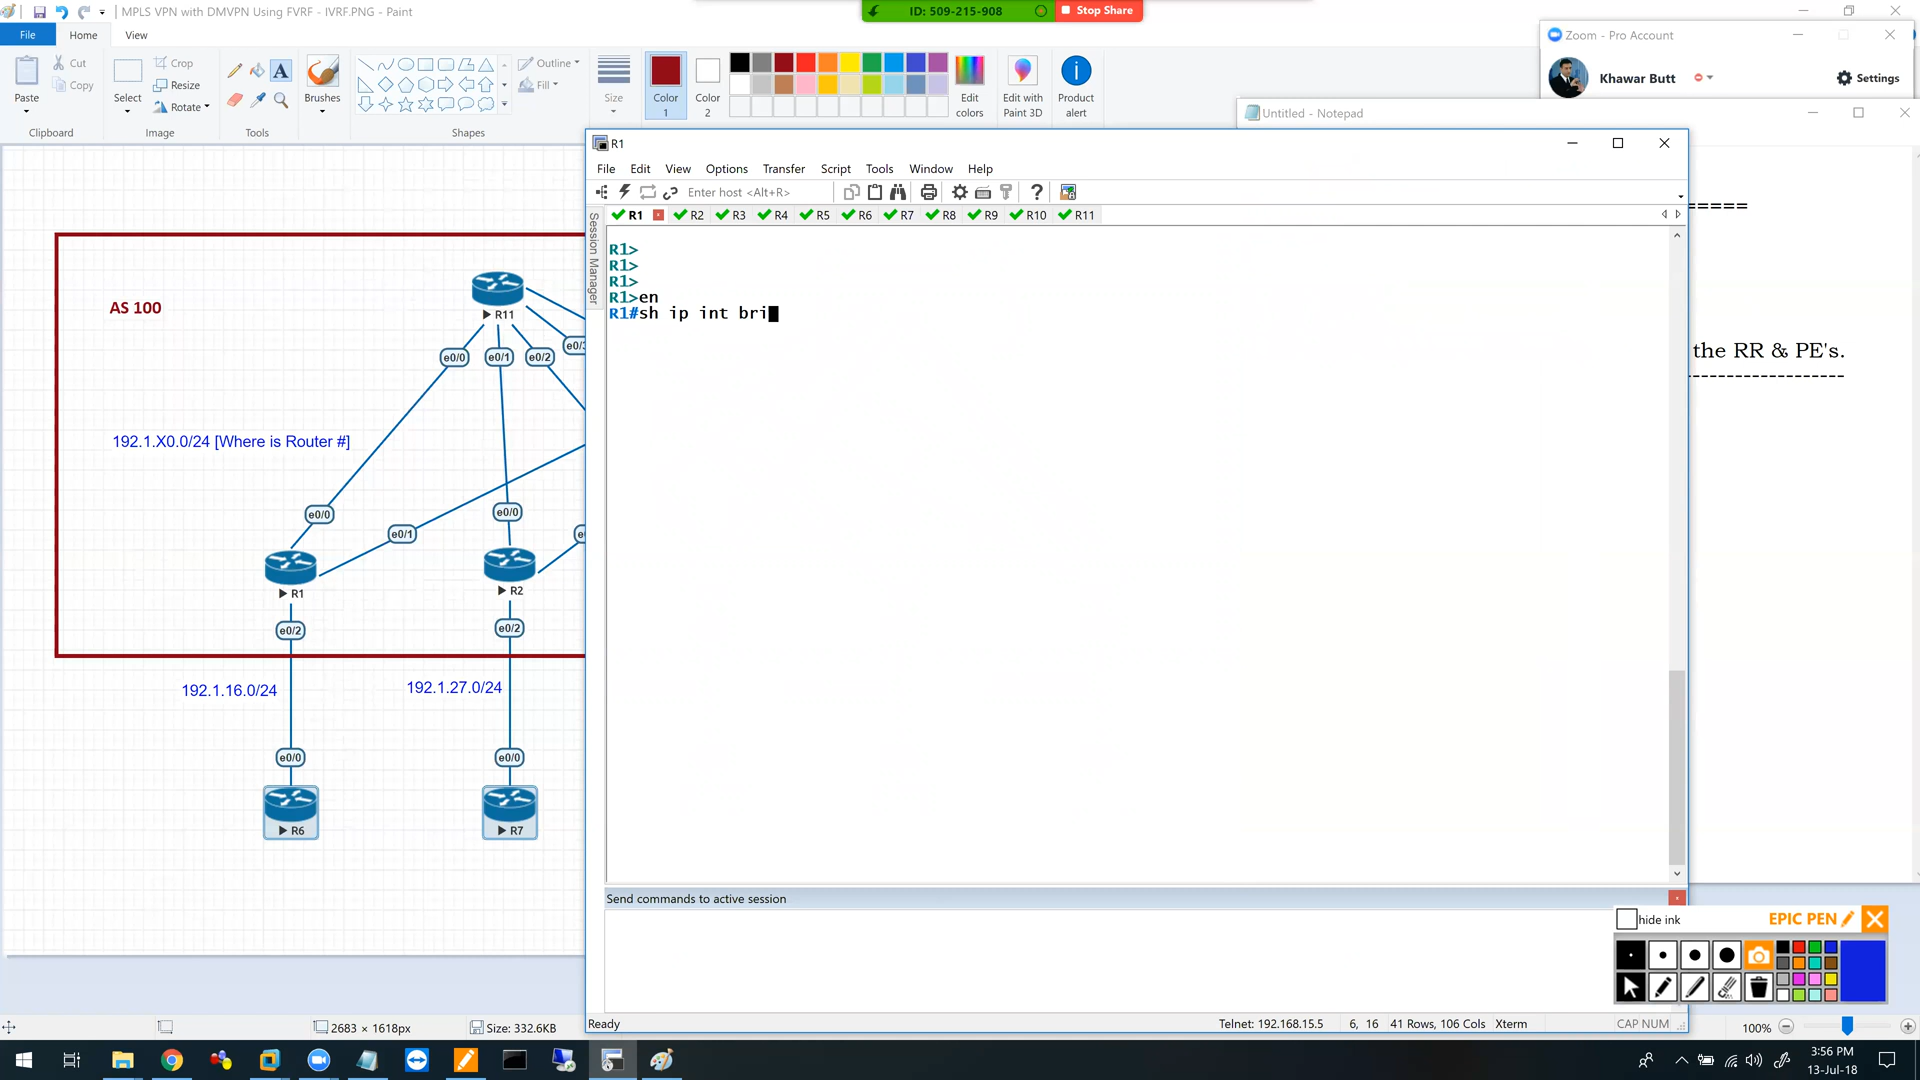 MPLS VPN with DMVPN Using FVRF - IVRF.PNG - Paint
ID: 509-215-908
Stop Share
File
Home
View
Paste
Cut
Copy
Clipboard
Select
Crop
Resize
Rotate
Image
A
Tools
Brushes
Shapes
Outline
Fill
Size
Color
1
Color
2
Edit
colors
Edit with
Paint 3D
Product
alert
Colors
Zoom - Pro Account
Khawar Butt
Settings
Untitled - Notepad
=====
the RR & PE's.
------------------
R1
File Edit View Options Transfer Script Tools Window Help
Enter host <Alt+R>
R1 R2 R3 R4 R5 R6 R7 R8 R9 R10 R11
Session Manager
R1>
R1>
R1>
R1>en
R1#sh ip int bri
Send commands to active session
Ready
Telnet: 192.168.15.5
6, 16
41 Rows, 106 Cols
Xterm
CAP NUM
AS 100
R11
e0/0
e0/1
e0/2
192.1.X0.0/24 [Where is Router #]
e0/0
e0/1
e0/0
R1
R2
e0/2
e0/2
192.1.16.0/24
192.1.27.0/24
e0/0
e0/0
R6
R7
hide ink
EPIC PEN
2683 × 1618px
Size: 332.6KB
100%
3:56 PM
13-Jul-18